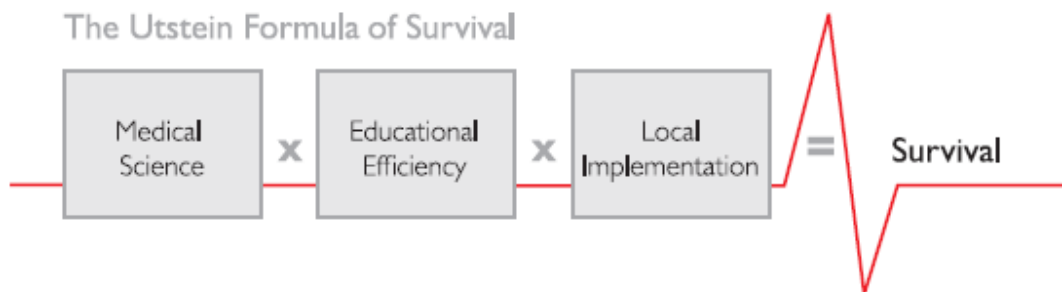 The Utstein Formula of Survival
Medical
Science
x
Educational
Efficiency
x
Local
Implementation
=
Survival